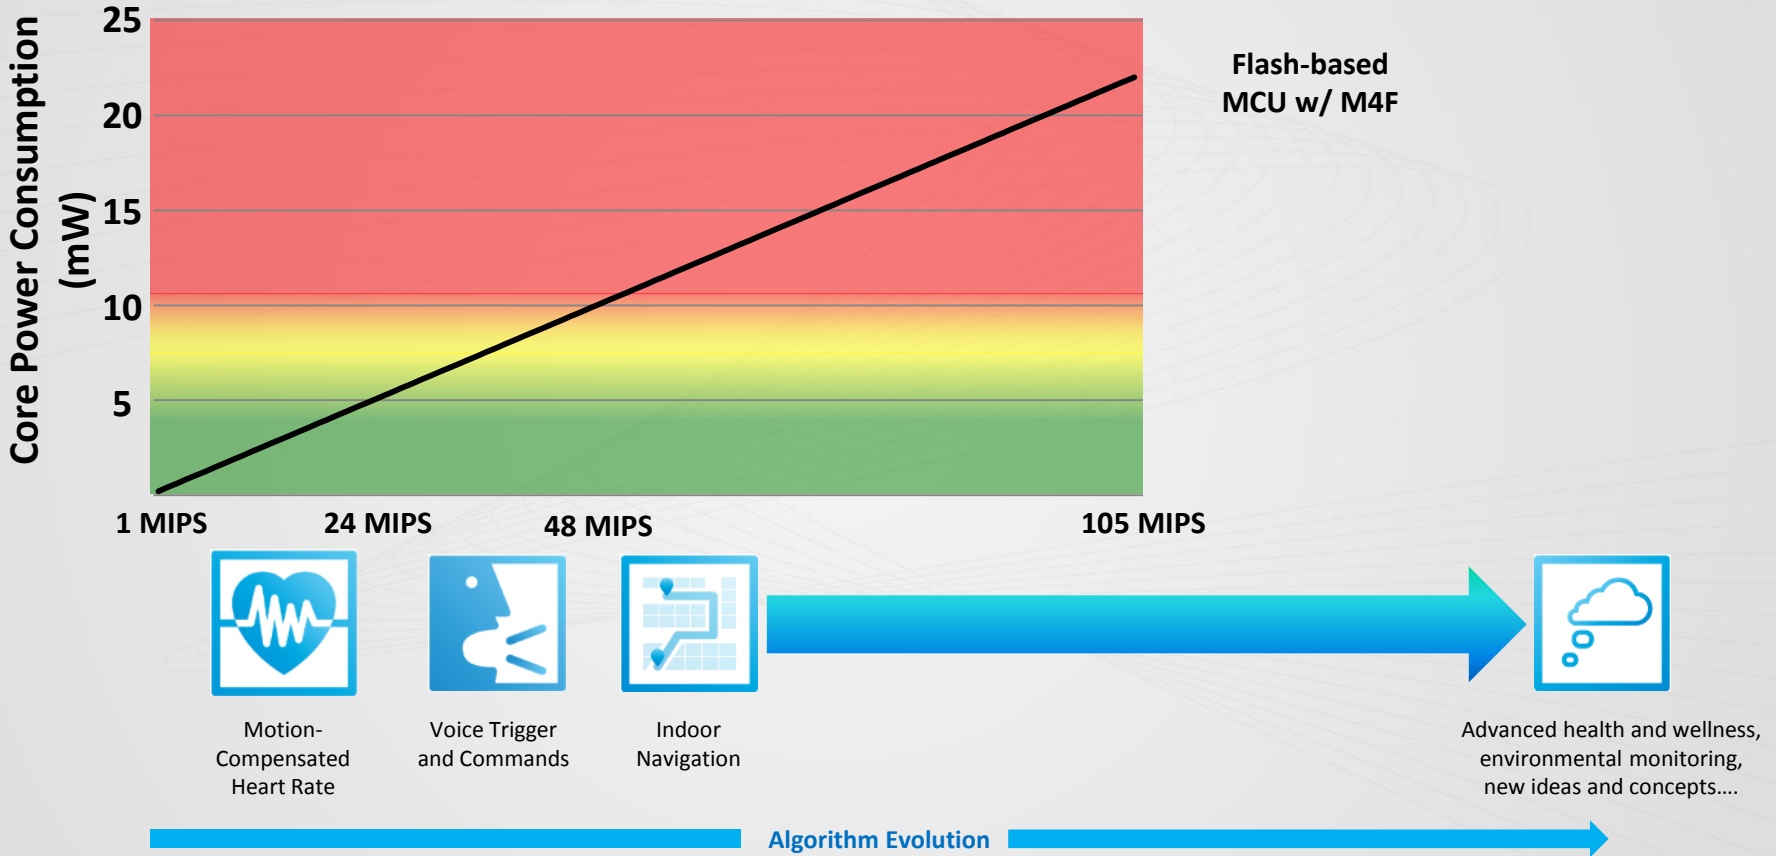 Core Power Consumption
(mW)
25
20
15
10
5
Flash-based
MCU w/ M4F
1 MIPS
24 MIPS
48 MIPS
105 MIPS
Motion-
Compensated
Heart Rate
Voice Trigger
and Commands
Indoor
Navigation
Advanced health and wellness,
environmental monitoring,
new ideas and concepts....
Algorithm Evolution